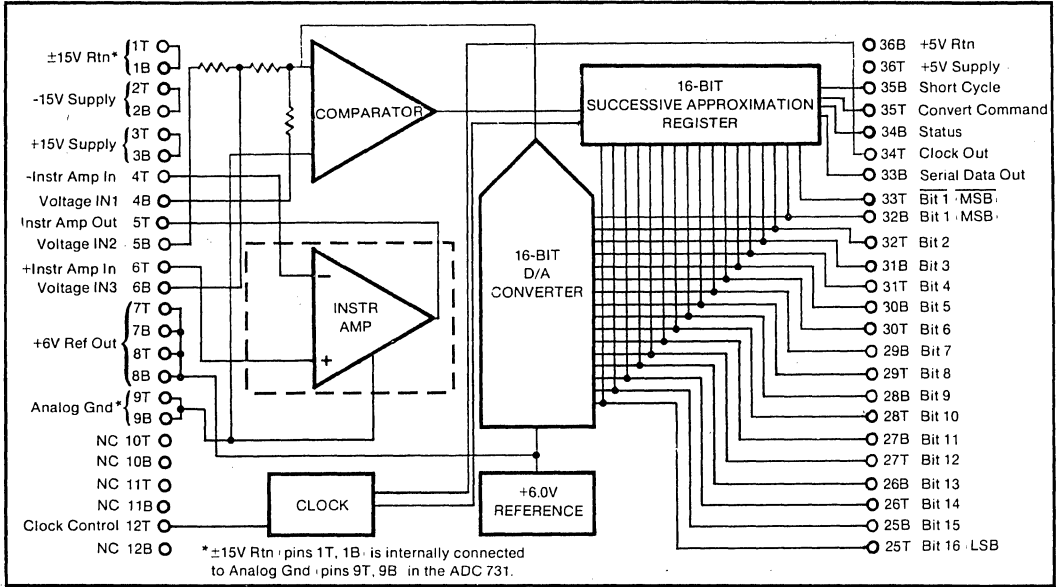 ±15V Rtn*
1T
1B
-15V Supply
2T
2B
+15V Supply
3T
3B
-Instr Amp In 4T
Voltage IN1 4B
Instr Amp Out 5T
Voltage IN2 5B
+Instr Amp In 6T
Voltage IN3 6B
+6V Ref Out
7T
7B
8T
8B
Analog Gnd*
9T
9B
NC 10T
NC 10B
NC 11T
NC 11B
Clock Control 12T
NC 12B
COMPARATOR
INSTR
AMP
−
+
CLOCK
16-BIT
D/A
CONVERTER
+6.0V
REFERENCE
16-BIT
SUCCESSIVE APPROXIMATION
REGISTER
36B +5V Rtn
36T +5V Supply
35B Short Cycle
35T Convert Command
34B Status
34T Clock Out
33B Serial Data Out
33T Bit 1 (MSB)
32B Bit 1 (MSB)
32T Bit 2
31B Bit 3
31T Bit 4
30B Bit 5
30T Bit 6
29B Bit 7
29T Bit 8
28B Bit 9
28T Bit 10
27B Bit 11
27T Bit 12
26B Bit 13
26T Bit 14
25B Bit 15
25T Bit 16 (LSB)
*±15V Rtn (pins 1T, 1B) is internally connected
to Analog Gnd (pins 9T, 9B) in the ADC 731.